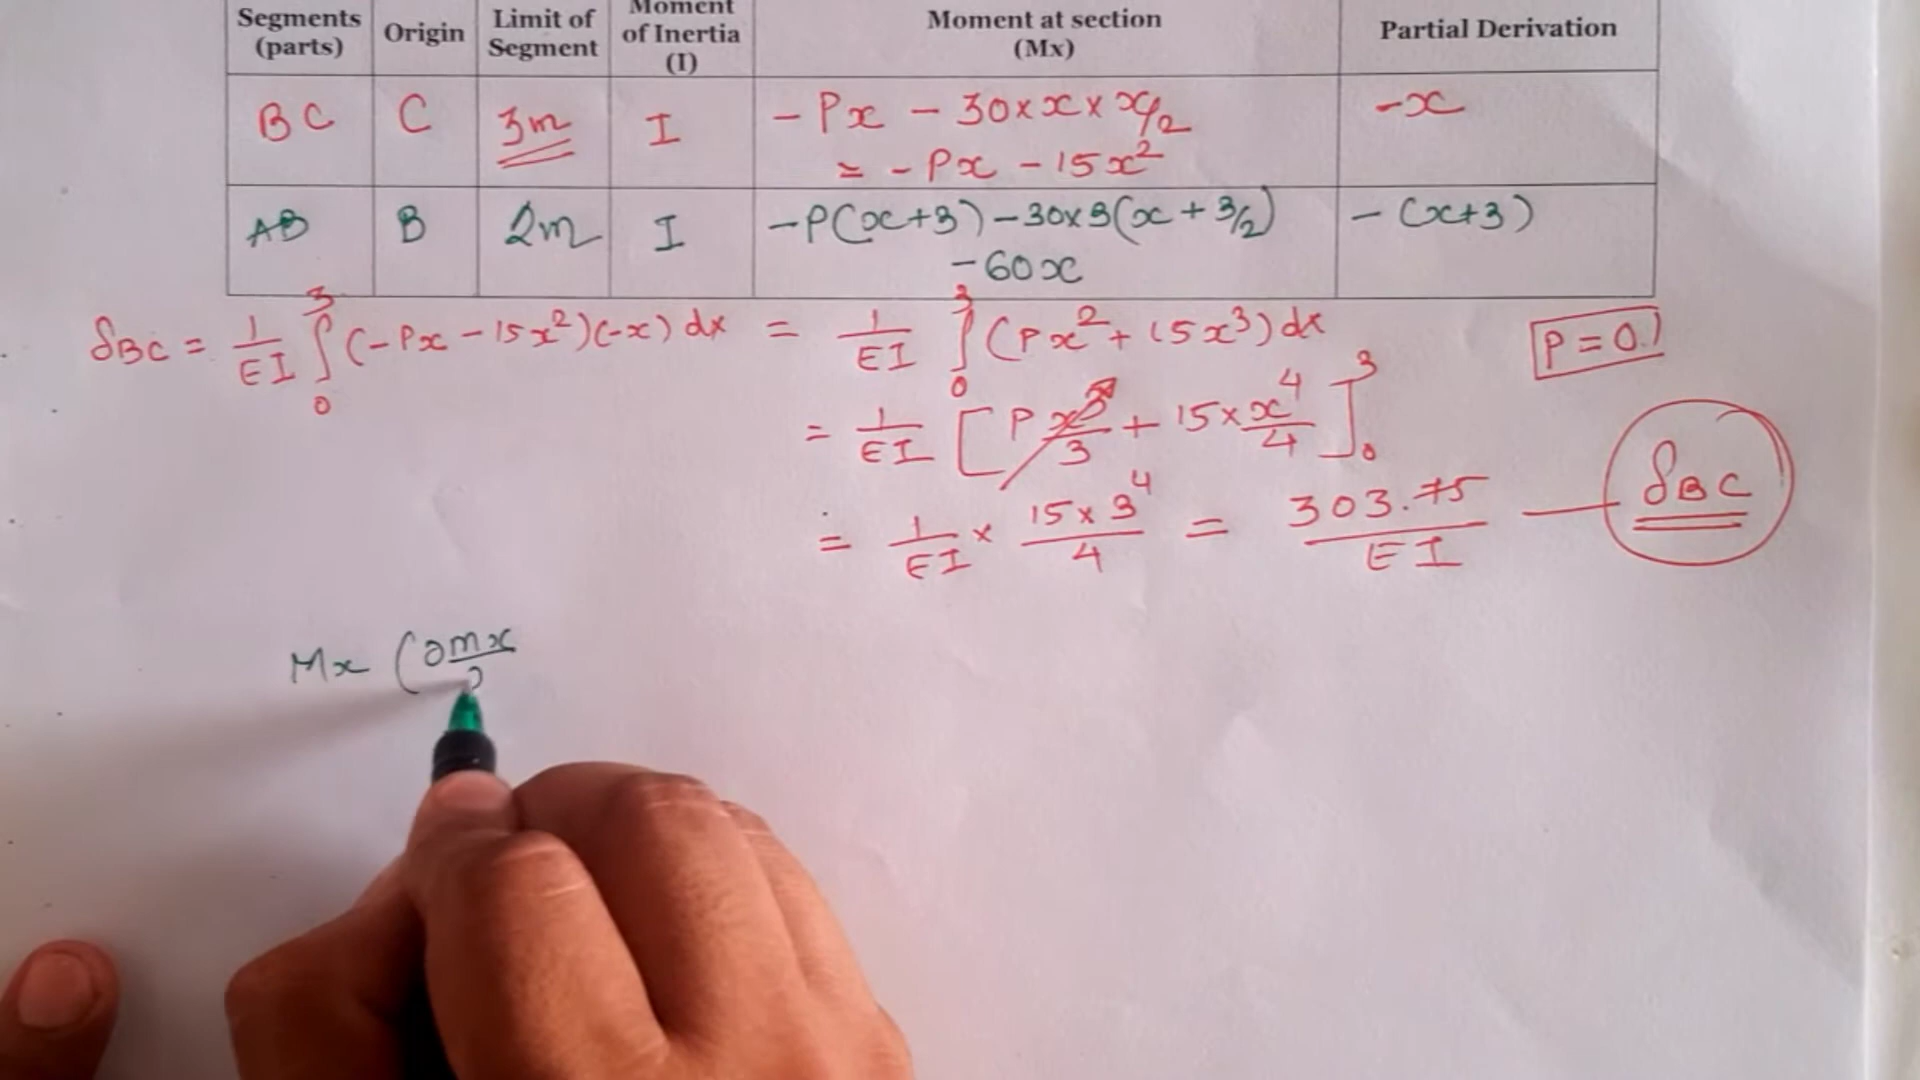 Segments (parts) Origin Limit of Segment Moment of Inertia (I) Moment at section (Mx) Partial Derivation
BC C 3m I -Px - 30×x×x/2 -x
= -Px - 15x²
AB B 2m I -P(x+3) - 30×3(x + 3/2) -(x+3)
-60x
δBC = 1/EI ∫₀³ (-Px - 15x²)(-x) dx = 1/EI ∫₀³ (Px² + 15x³) dx P = 0.
= 1/EI [P x³/3 + 15 × x⁴/4]₀³
= 1/EI × 15×3⁴/4 = 303.75/EI — δBC
Mx (∂mx/∂